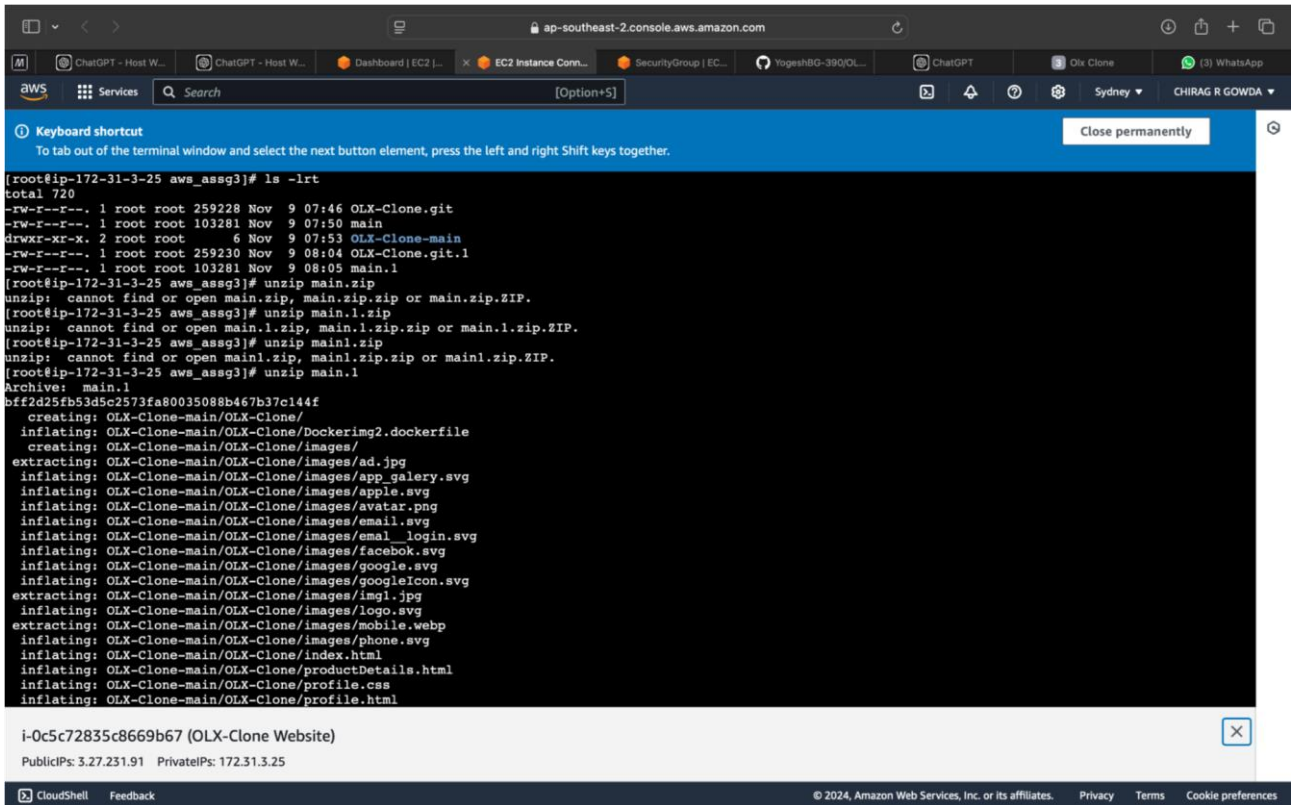 ap-southeast-2.console.aws.amazon.com
ChatGPT - Host W...
ChatGPT - Host W...
Dashboard | EC2 |...
EC2 Instance Conn...
SecurityGroup | EC...
YogeshBG-390/OL...
ChatGPT
3 Olx Clone
(3) WhatsApp
aws Services Search [Option+S] Sydney ▼ CHIRAG R GOWDA ▼
Keyboard shortcut
To tab out of the terminal window and select the next button element, press the left and right Shift keys together.
Close permanently
[root@ip-172-31-3-25 aws_assg3]# ls -lrt
total 720
-rw-r--r--. 1 root root 259228 Nov  9 07:46 OLX-Clone.git
-rw-r--r--. 1 root root 103281 Nov  9 07:50 main
drwxr-xr-x. 2 root root      6 Nov  9 07:53 OLX-Clone-main
-rw-r--r--. 1 root root 259230 Nov  9 08:04 OLX-Clone.git.1
-rw-r--r--. 1 root root 103281 Nov  9 08:05 main.1
[root@ip-172-31-3-25 aws_assg3]# unzip main.zip
unzip:  cannot find or open main.zip, main.zip.zip or main.zip.ZIP.
[root@ip-172-31-3-25 aws_assg3]# unzip main.1.zip
unzip:  cannot find or open main.1.zip, main.1.zip.zip or main.1.zip.ZIP.
[root@ip-172-31-3-25 aws_assg3]# unzip main1.zip
unzip:  cannot find or open main1.zip, main1.zip.zip or main1.zip.ZIP.
[root@ip-172-31-3-25 aws_assg3]# unzip main.1
Archive:  main.1
bff2d25fb53d5c2573fa80035088b467b37c144f
   creating: OLX-Clone-main/OLX-Clone/
  inflating: OLX-Clone-main/OLX-Clone/Dockerimg2.dockerfile
   creating: OLX-Clone-main/OLX-Clone/images/
 extracting: OLX-Clone-main/OLX-Clone/images/ad.jpg
  inflating: OLX-Clone-main/OLX-Clone/images/app_galery.svg
  inflating: OLX-Clone-main/OLX-Clone/images/apple.svg
  inflating: OLX-Clone-main/OLX-Clone/images/avatar.png
  inflating: OLX-Clone-main/OLX-Clone/images/email.svg
  inflating: OLX-Clone-main/OLX-Clone/images/emal__login.svg
  inflating: OLX-Clone-main/OLX-Clone/images/facebok.svg
  inflating: OLX-Clone-main/OLX-Clone/images/google.svg
  inflating: OLX-Clone-main/OLX-Clone/images/googleIcon.svg
 extracting: OLX-Clone-main/OLX-Clone/images/img1.jpg
  inflating: OLX-Clone-main/OLX-Clone/images/logo.svg
 extracting: OLX-Clone-main/OLX-Clone/images/mobile.webp
  inflating: OLX-Clone-main/OLX-Clone/images/phone.svg
  inflating: OLX-Clone-main/OLX-Clone/index.html
  inflating: OLX-Clone-main/OLX-Clone/productDetails.html
  inflating: OLX-Clone-main/OLX-Clone/profile.css
  inflating: OLX-Clone-main/OLX-Clone/profile.html
i-0c5c72835c8669b67 (OLX-Clone Website)
PublicIPs: 3.27.231.91 PrivateIPs: 172.31.3.25
CloudShell Feedback © 2024, Amazon Web Services, Inc. or its affiliates. Privacy Terms Cookie preferences